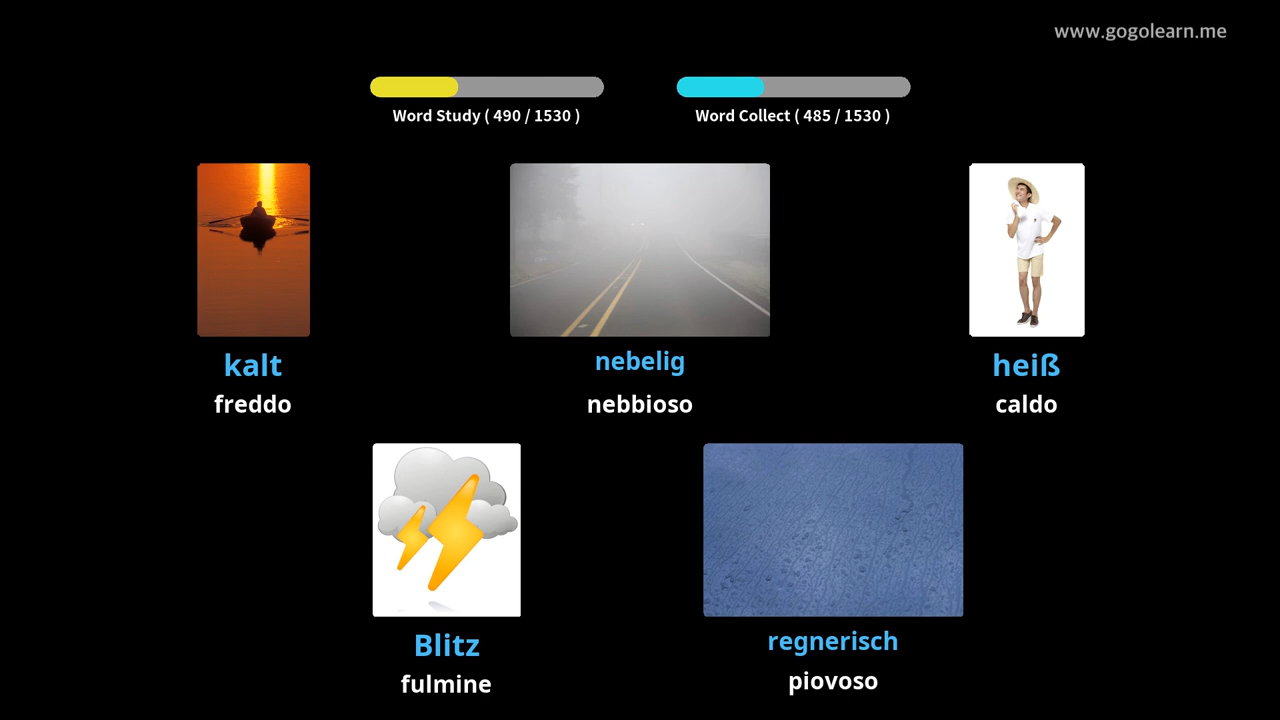 www.gogolearn.me
Word Study ( 490 / 1530 )
Word Collect ( 485 / 1530 )
kalt
freddo
nebelig
nebbioso
heiß
caldo
Blitz
fulmine
regnerisch
piovoso